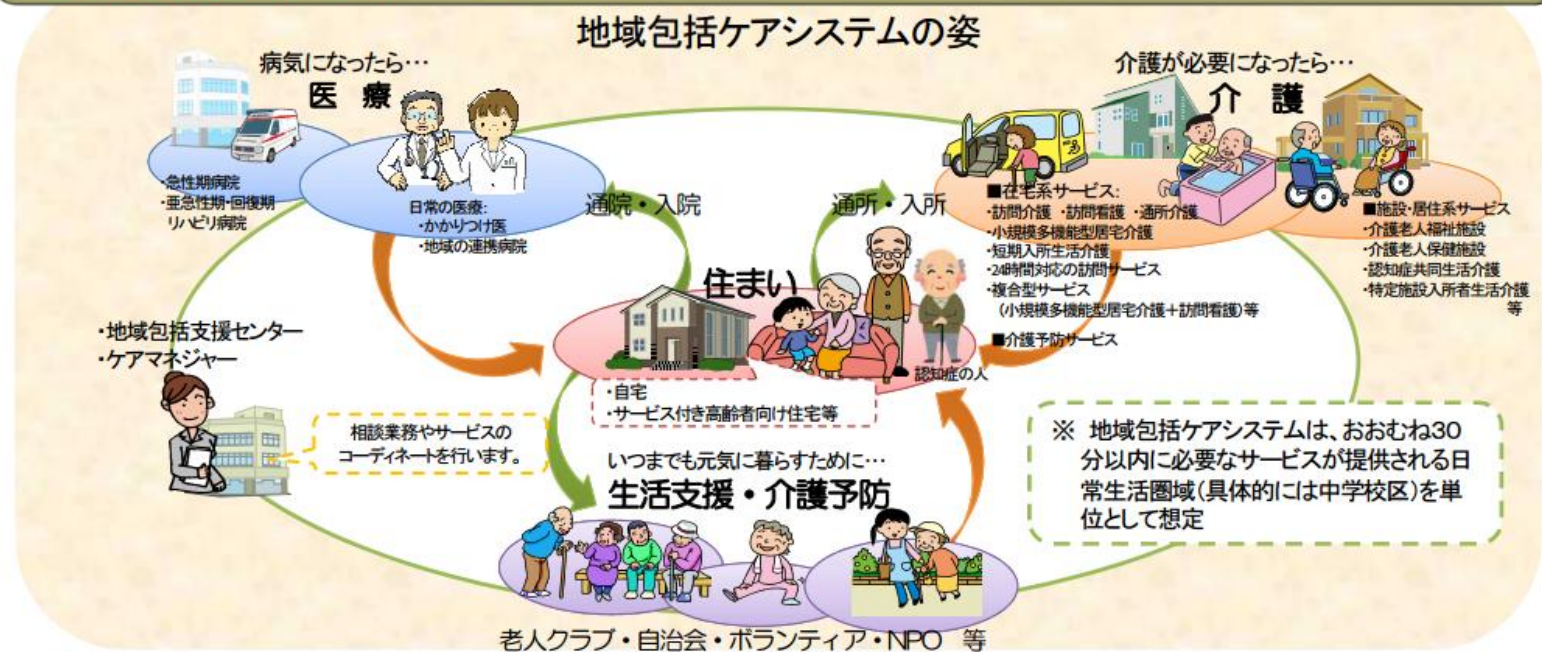 地域包括ケアシステムの姿
病気になったら…
医 療
・急性期病院
・亜急性期・回復期
リハビリ病院
日常の医療:
・かかりつけ医
・地域の連携病院
通院・入院
通所・入所
介護が必要になったら…
介 護
■在宅系サービス:
・訪問介護 ・訪問看護 ・通所介護
・小規模多機能型居宅介護
・短期入所生活介護
・24時間対応の訪問サービス
・複合型サービス
(小規模多機能型居宅介護+訪問看護)等
■介護予防サービス
■施設・居住系サービス
・介護老人福祉施設
・介護老人保健施設
・認知症共同生活介護
・特定施設入所者生活介護
等
住まい
認知症の人
・自宅
・サービス付き高齢者向け住宅等
・地域包括支援センター
・ケアマネジャー
相談業務やサービスの
コーディネートを行います。
いつまでも元気に暮らすために…
生活支援・介護予防
老人クラブ・自治会・ボランティア・NPO 等
※ 地域包括ケアシステムは、おおむね30
分以内に必要なサービスが提供される日
常生活圏域(具体的には中学校区)を単
位として想定